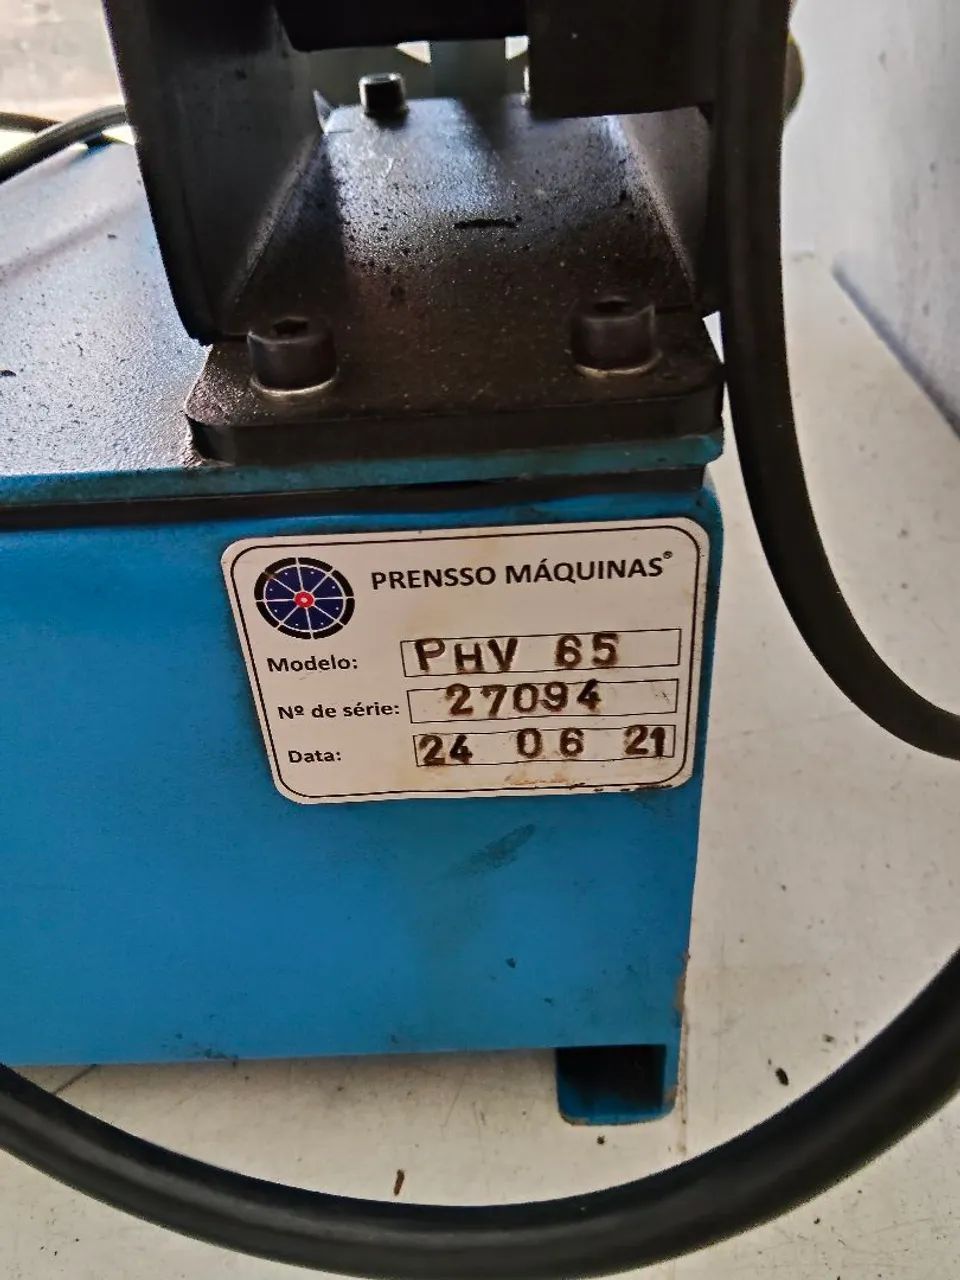 PRENSSO MÁQUINAS®
Modelo: PHV 65
Nº de série: 27094
Data: 24 06 21